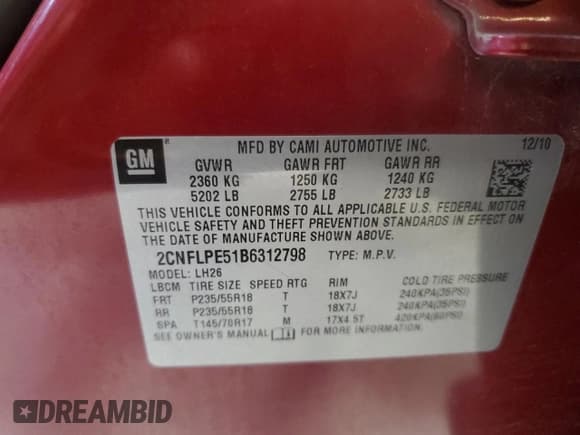 GM
MFD BY CAMI AUTOMOTIVE INC. 12/10
GVWR GAWR FRT GAWR RR
2360 KG 1250 KG 1240 KG
5202 LB 2755 LB 2733 LB
THIS VEHICLE CONFORMS TO ALL APPLICABLE U.S. FEDERAL MOTOR
VEHICLE SAFETY AND THEFT PREVENTION STANDARDS IN EFFECT ON
THE DATE OF MANUFACTURE SHOWN ABOVE.
2CNFLPE51B6312798 TYPE: M.P.V.
MODEL: LH26
LBCM TIRE SIZE SPEED RTG RIM COLD TIRE PRESSURE
FRT P235/55R18 T 18X7J 240KPA(35PSI)
RR P235/55R18 T 18X7J 240KPA(35PSI)
SPA T145/70R17 M 17X4.5T 420KPA(60PSI)
SEE OWNER'S MANUAL FOR MORE INFORMATION.
DREAMBID